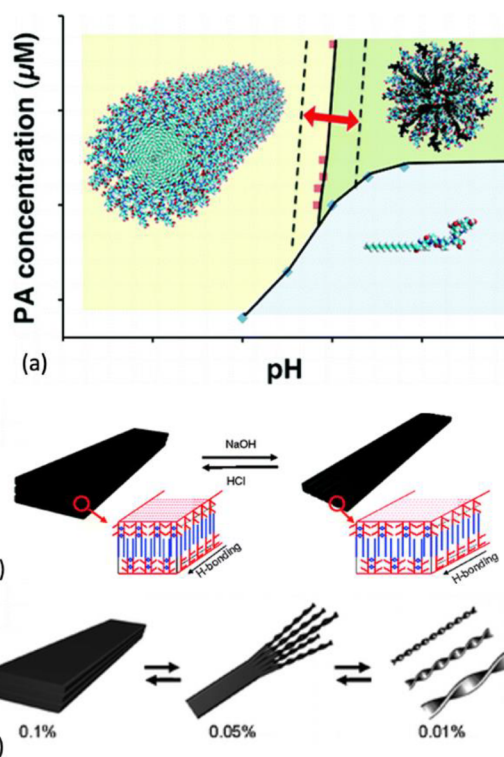 PA concentration (µM)
(a)
pH
NaOH
HCl
H-bonding
H-bonding
)
0.1%
0.05%
0.01%
)